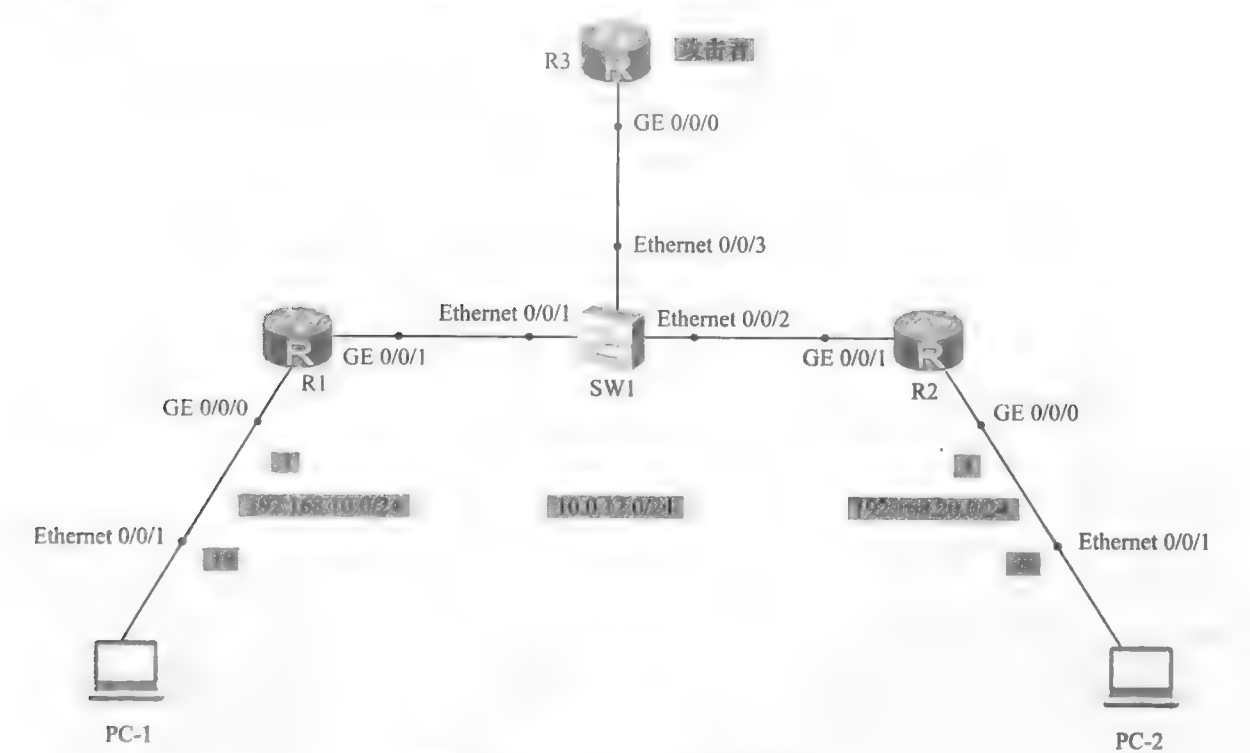 R3
攻击者
GE 0/0/0
Ethernet 0/0/3
Ethernet 0/0/1
Ethernet 0/0/2
GE 0/0/1
GE 0/0/1
R1
SW1
R2
GE 0/0/0
GE 0/0/0
10.0.12.0/24
Ethernet 0/0/1
Ethernet 0/0/1
PC-1
PC-2